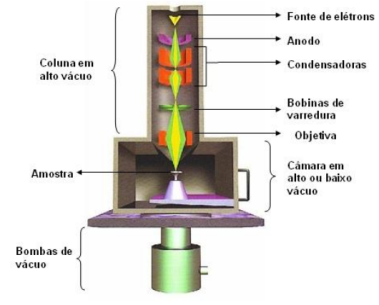 Fonte de elétrons
Anodo
Condensadoras
Coluna em
alto vácuo
Bobinas de
varredura
Objetiva
Amostra
Câmara em
alto ou baixo
vácuo
Bombas de
vácuo